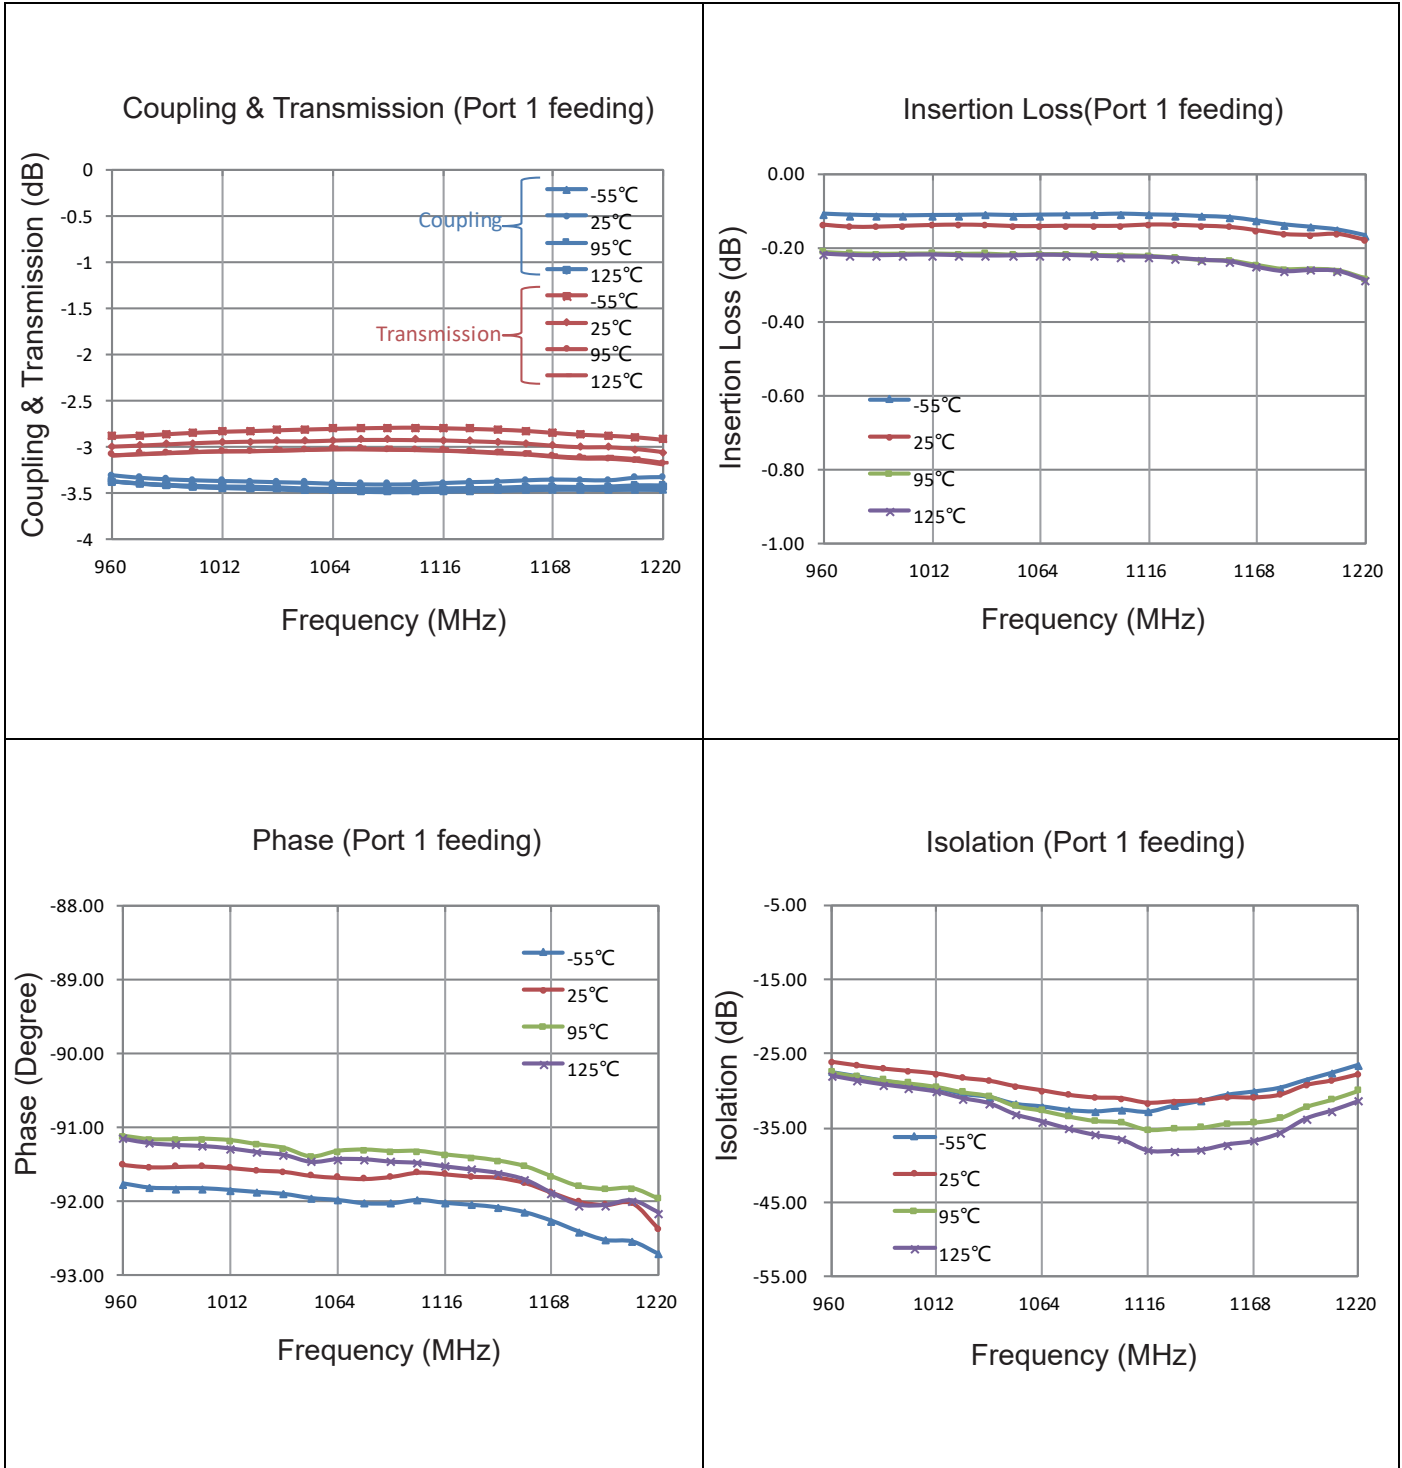 Coupling & Transmission (Port 1 feeding)
Coupling & Transmission (dB)
0
-0.5
-1
-1.5
-2
-2.5
-3
-3.5
-4
Coupling
-55℃
25℃
95℃
125℃
Transmission
-55℃
25℃
95℃
125℃
960 1012 1064 1116 1168 1220
Frequency (MHz)
Insertion Loss(Port 1 feeding)
Insertion Loss (dB)
0.00
-0.20
-0.40
-0.60
-0.80
-1.00
-55℃
25℃
95℃
125℃
960 1012 1064 1116 1168 1220
Frequency (MHz)
Phase (Port 1 feeding)
Phase (Degree)
-88.00
-89.00
-90.00
-91.00
-92.00
-93.00
-55℃
25℃
95℃
125℃
960 1012 1064 1116 1168 1220
Frequency (MHz)
Isolation (Port 1 feeding)
Isolation (dB)
-5.00
-15.00
-25.00
-35.00
-45.00
-55.00
-55℃
25℃
95℃
125℃
960 1012 1064 1116 1168 1220
Frequency (MHz)